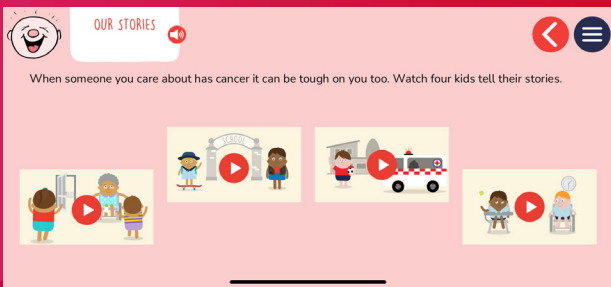 OUR STORIES
When someone you care about has cancer it can be tough on you too. Watch four kids tell their stories.
SCHOOL